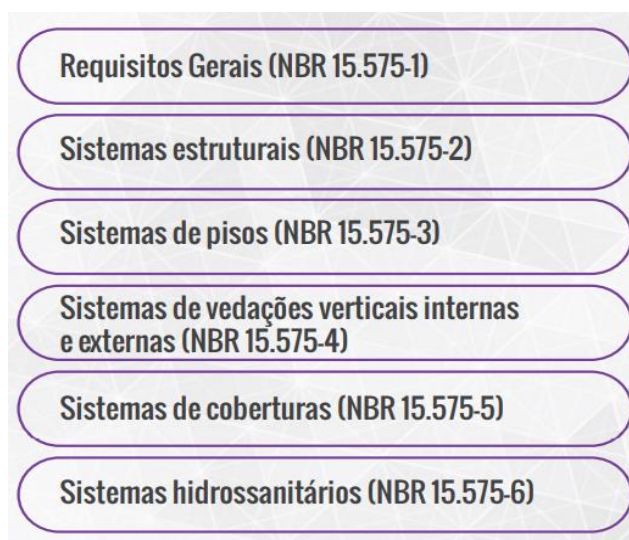 Requisitos Gerais (NBR 15.575-1)
Sistemas estruturais (NBR 15.575-2)
Sistemas de pisos (NBR 15.575-3)
Sistemas de vedações verticais internas
e externas (NBR 15.575-4)
Sistemas de coberturas (NBR 15.575-5)
Sistemas hidrossanitários (NBR 15.575-6)